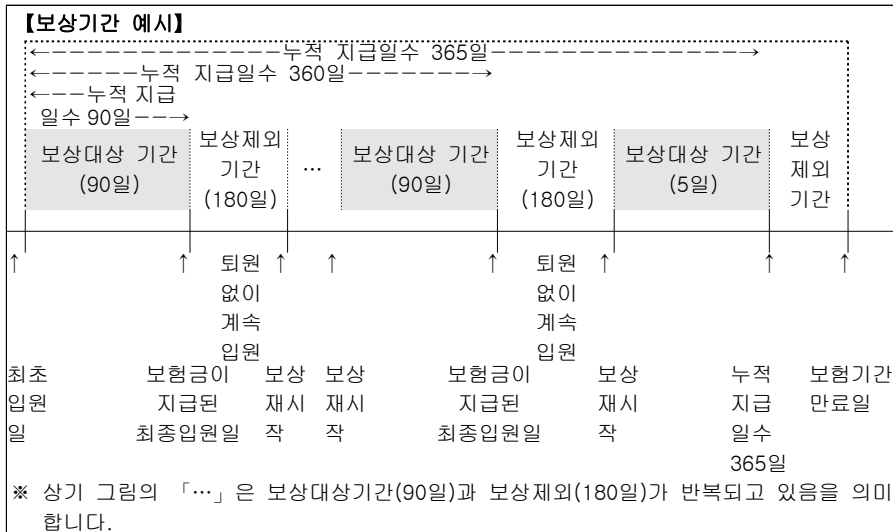 【보상기간 예시】
←-------------누적 지급일수 365일--------------→
←-----누적 지급일수 360일-------→
←---누적 지급
일수 90일--→
보상대상 기간
(90일)
보상제외
기간
(180일)
…
보상대상 기간
(90일)
보상제외
기간
(180일)
보상대상 기간
(5일)
보상
제외
기간
↑ ↑ ↑ ↑ ↑ ↑ ↑ ↑
퇴원
없이
계속
입원
퇴원
없이
계속
입원
최초
입원
일
보험금이
지급된
최종입원일
보상
재시
작
보상
재시
작
보험금이
지급된
최종입원일
보상
재시
작
누적
지급
일수
365일
보험기간
만료일
※ 상기 그림의 「…」은 보상대상기간(90일)과 보상제외(180일)가 반복되고 있음을 의미
합니다.